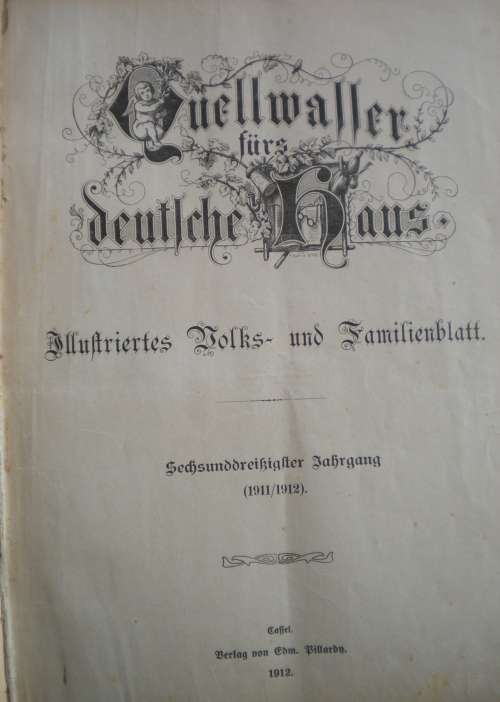 Quellwasser
fürs
deutsche Haus.
Illustriertes Volks- und Familienblatt.
Sechsunddreißigster Jahrgang
(1911/1912).
Cassel.
Verlag von Edm. Pillardy.
1912.